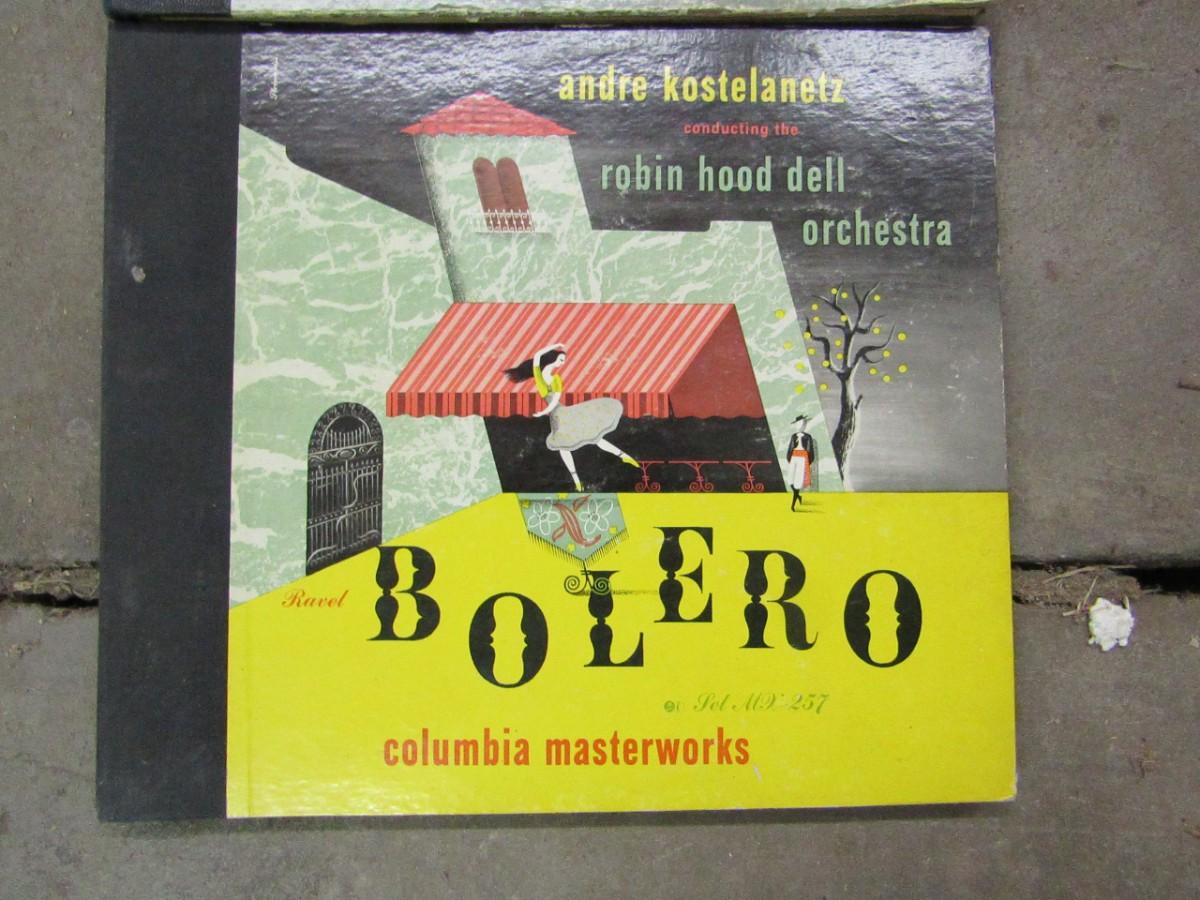 andre kostelanetz
conducting the
robin hood dell
orchestra
Ravel
BOLERO
Set MX-257
columbia masterworks